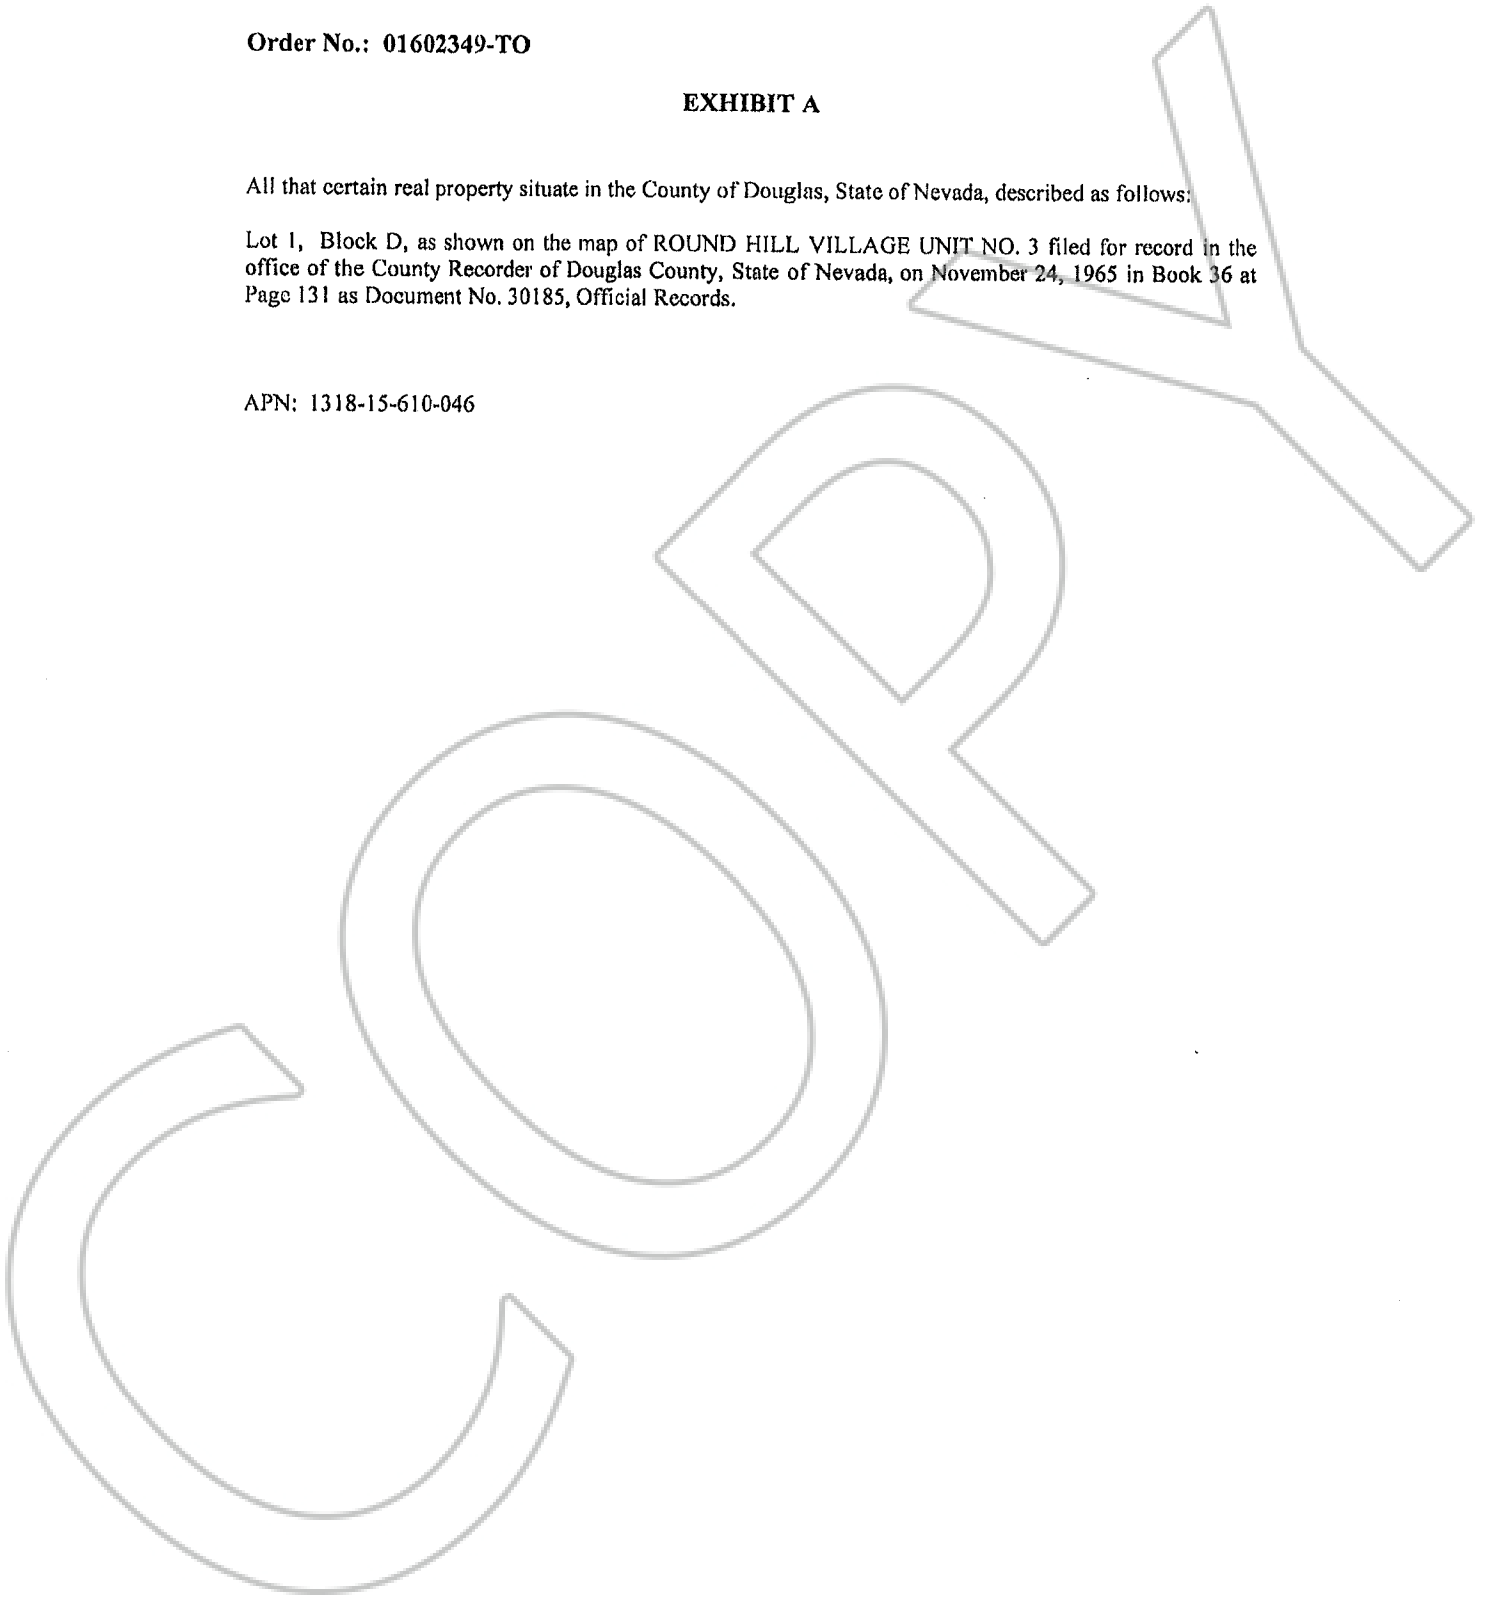 Order No.: 01602349-TO
EXHIBIT A
All that certain real property situate in the County of Douglas, State of Nevada, described as follows:
Lot 1, Block D, as shown on the map of ROUND HILL VILLAGE UNIT NO. 3 filed for record in the
office of the County Recorder of Douglas County, State of Nevada, on November 24, 1965 in Book 36 at
Page 131 as Document No. 30185, Official Records.
APN: 1318-15-610-046
COPY